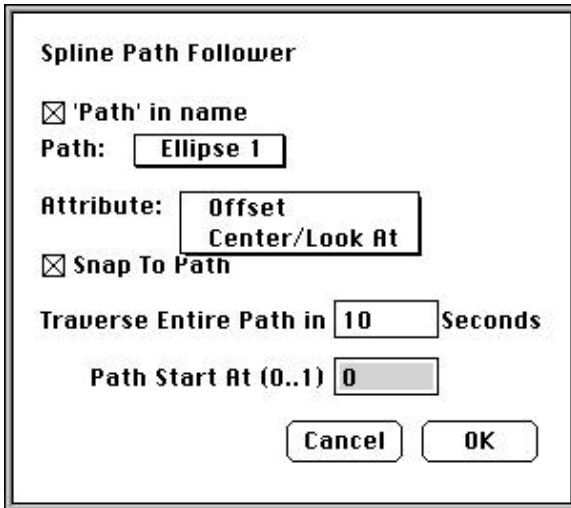 Spline Path Follower
'Path' in name
Path: Ellipse 1
Attribute: Offset
Center/Look At
Snap To Path
Traverse Entire Path in 10 Seconds
Path Start At (0..1) 0
Cancel OK